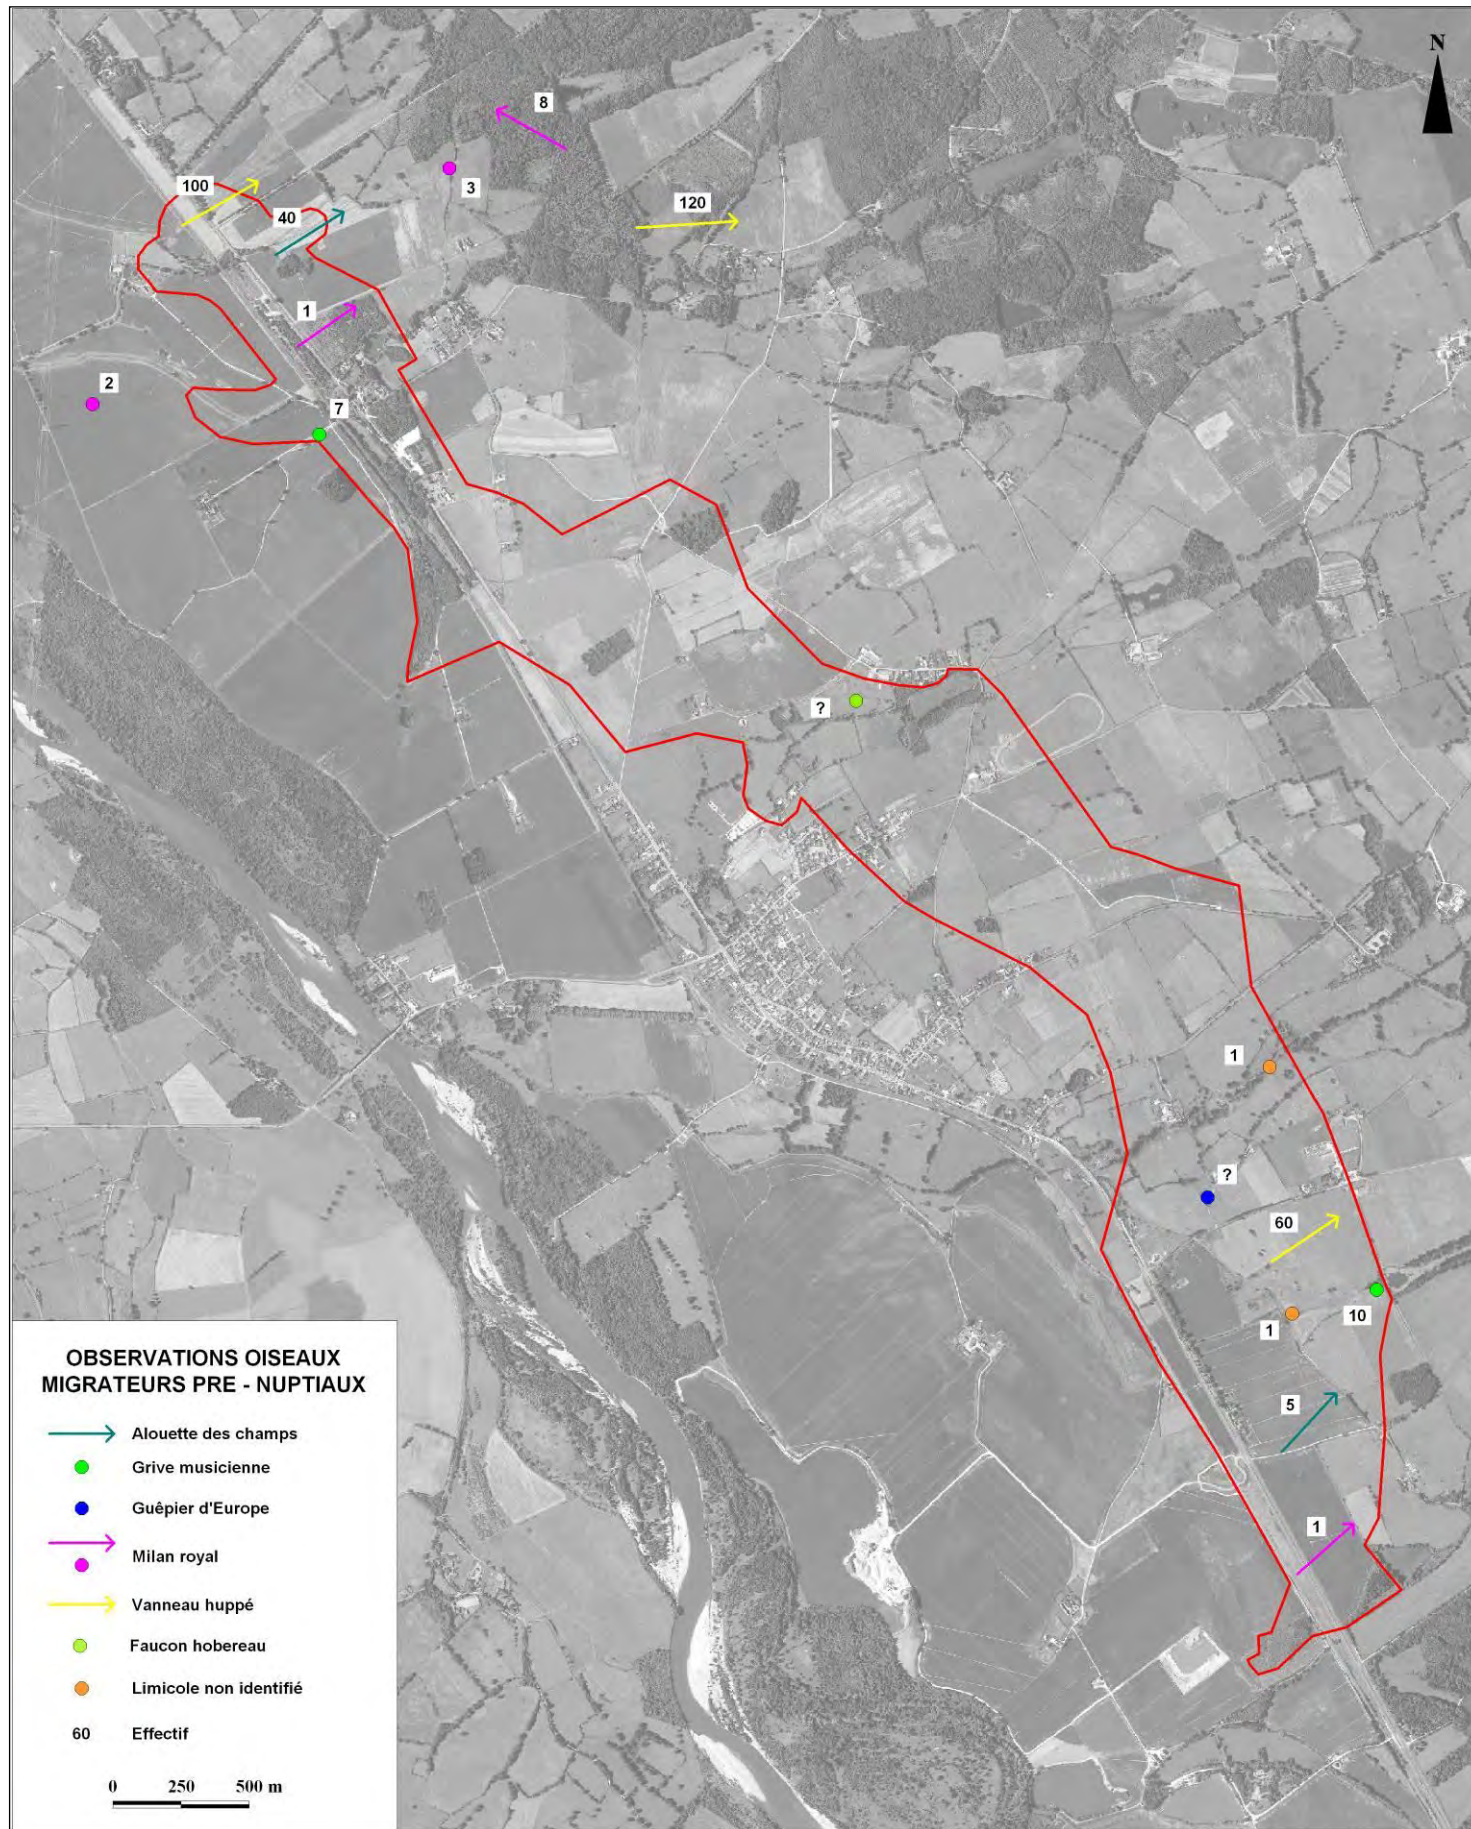 N
8
100
3
40
120
1
2
7
?
1
?
60
10
1
5
1
OBSERVATIONS OISEAUX
MIGRATEURS PRE - NUPTIAUX
Alouette des champs
Grive musicienne
Guêpier d'Europe
Milan royal
Vanneau huppé
Faucon hobereau
Limicole non identifié
60 Effectif
0 250 500 m